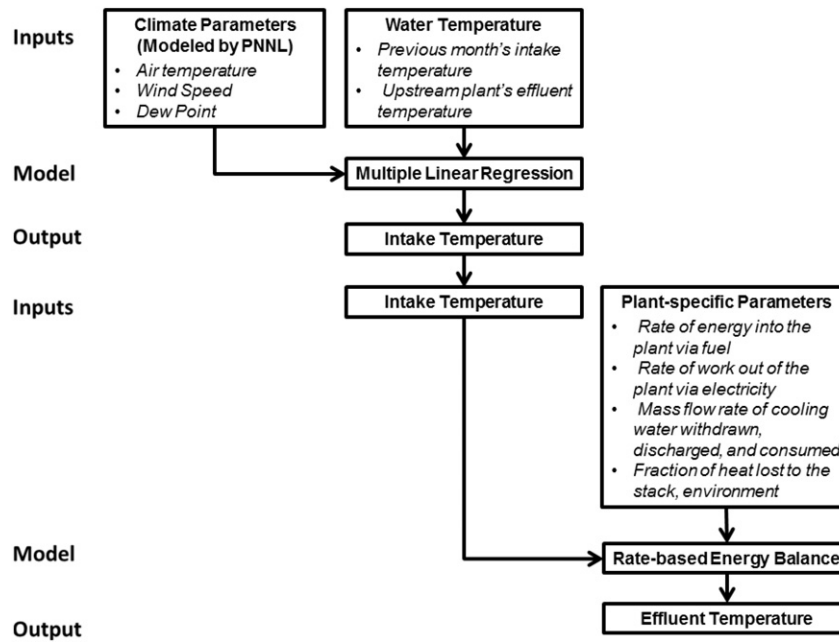 Inputs
Climate Parameters
(Modeled by PNNL)
• Air temperature
• Wind Speed
• Dew Point
Water Temperature
• Previous month's intake
temperature
• Upstream plant's effluent
temperature
Model
Multiple Linear Regression
Output
Intake Temperature
Inputs
Intake Temperature
Plant-specific Parameters
• Rate of energy into the
plant via fuel
• Rate of work out of the
plant via electricity
• Mass flow rate of cooling
water withdrawn,
discharged, and consumed
• Fraction of heat lost to the
stack, environment
Model
Rate-based Energy Balance
Output
Effluent Temperature